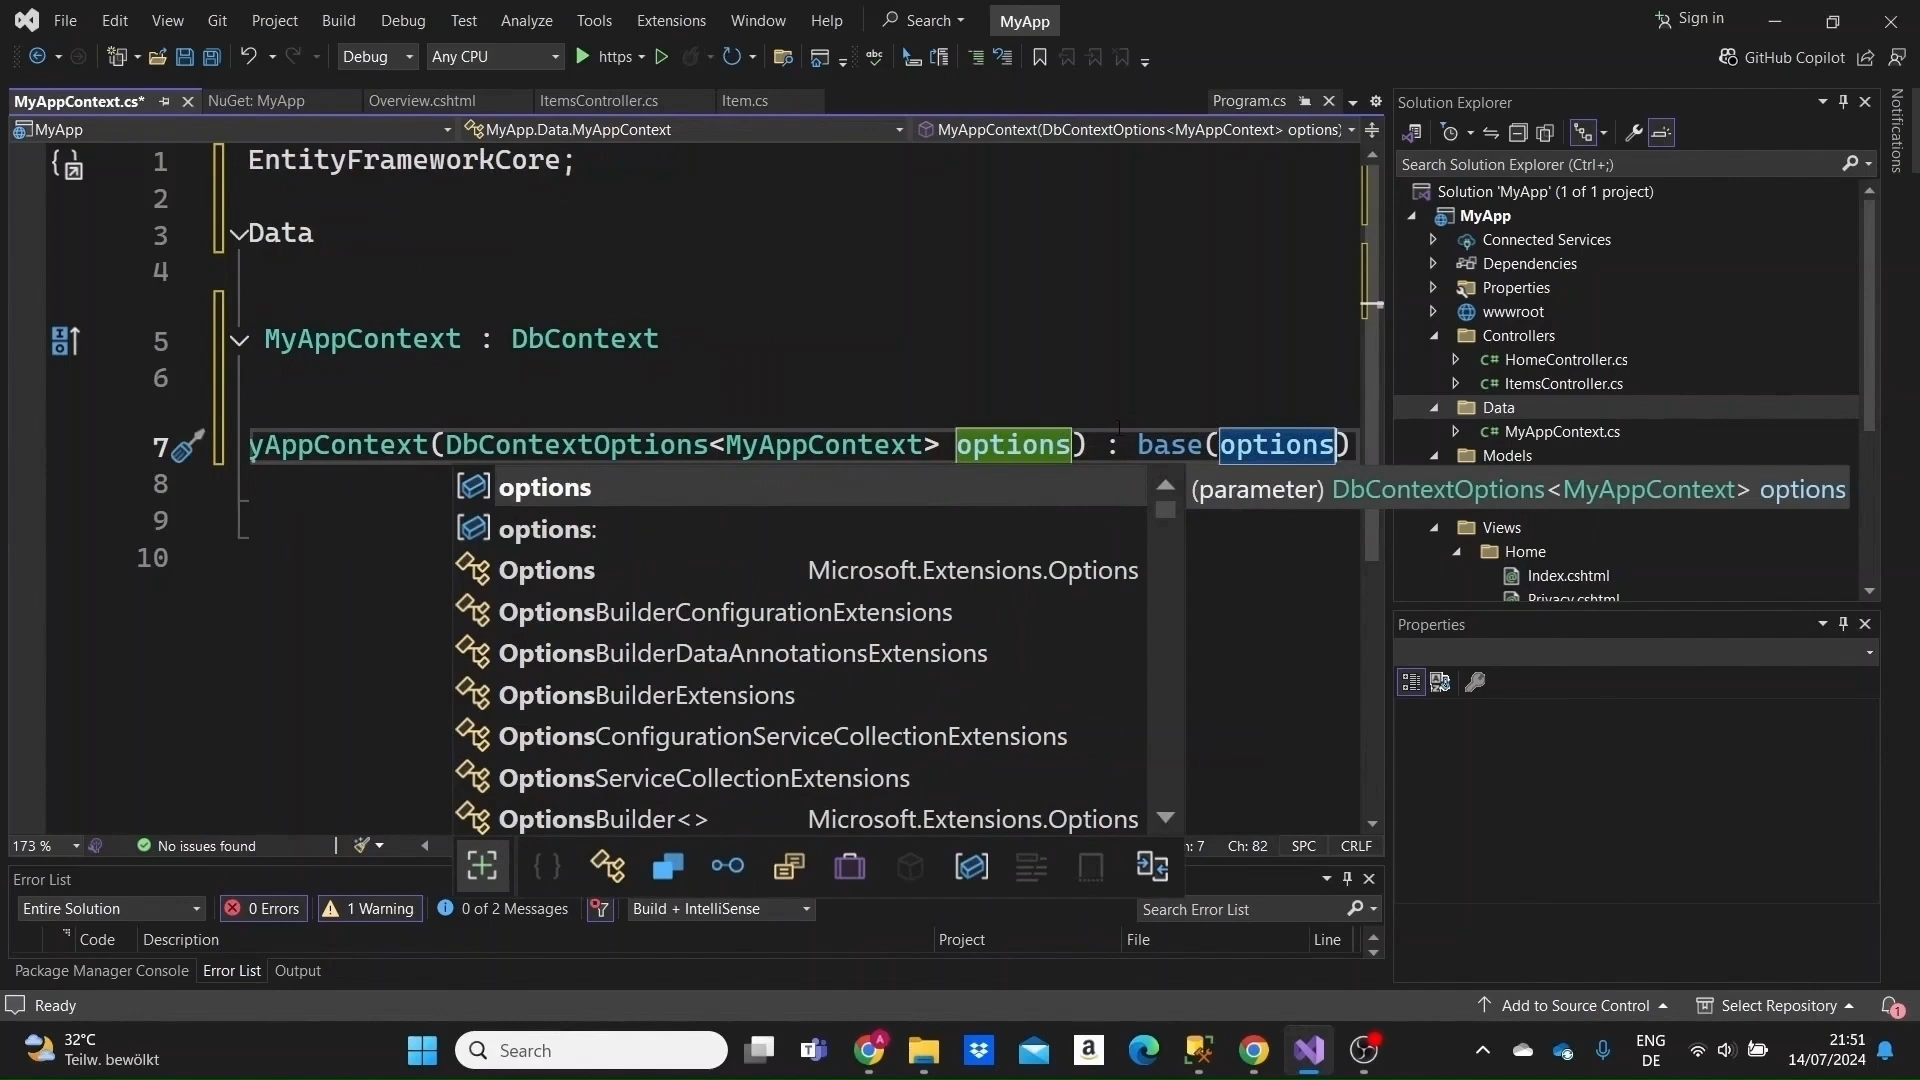 File Edit View Git Project Build Debug Test Analyze Tools Extensions Window Help Search MyApp Sign in
Debug Any CPU https GitHub Copilot
MyAppContext.cs* NuGet: MyApp Overview.cshtml ItemsController.cs Item.cs Program.cs
MyApp MyApp.Data.MyAppContext MyAppContext(DbContextOptions<MyAppContext> options)
1 EntityFrameworkCore;
2
3 Data
4
5 MyAppContext : DbContext
6
7 yAppContext(DbContextOptions<MyAppContext> options) : base(options)
8
9
10
options
(parameter) DbContextOptions<MyAppContext> options
options:
Options Microsoft.Extensions.Options
OptionsBuilderConfigurationExtensions
OptionsBuilderDataAnnotationsExtensions
OptionsBuilderExtensions
OptionsConfigurationServiceCollectionExtensions
OptionsServiceCollectionExtensions
OptionsBuilder<> Microsoft.Extensions.Options
173 % No issues found n: 7 Ch: 82 SPC CRLF
Error List
Entire Solution 0 Errors 1 Warning 0 of 2 Messages Build + IntelliSense Search Error List
Code Description Project File Line
Package Manager Console Error List Output
Solution Explorer
Search Solution Explorer (Ctrl+;)
Solution 'MyApp' (1 of 1 project)
MyApp
Connected Services
Dependencies
Properties
wwwroot
Controllers
C# HomeController.cs
C# ItemsController.cs
Data
C# MyAppContext.cs
Models
Views
Home
Index.cshtml
Privacy.cshtml
Properties
Notifications
Ready Add to Source Control Select Repository 1
32°C
Teilw. bewölkt
Search
ENG
DE
21:51
14/07/2024